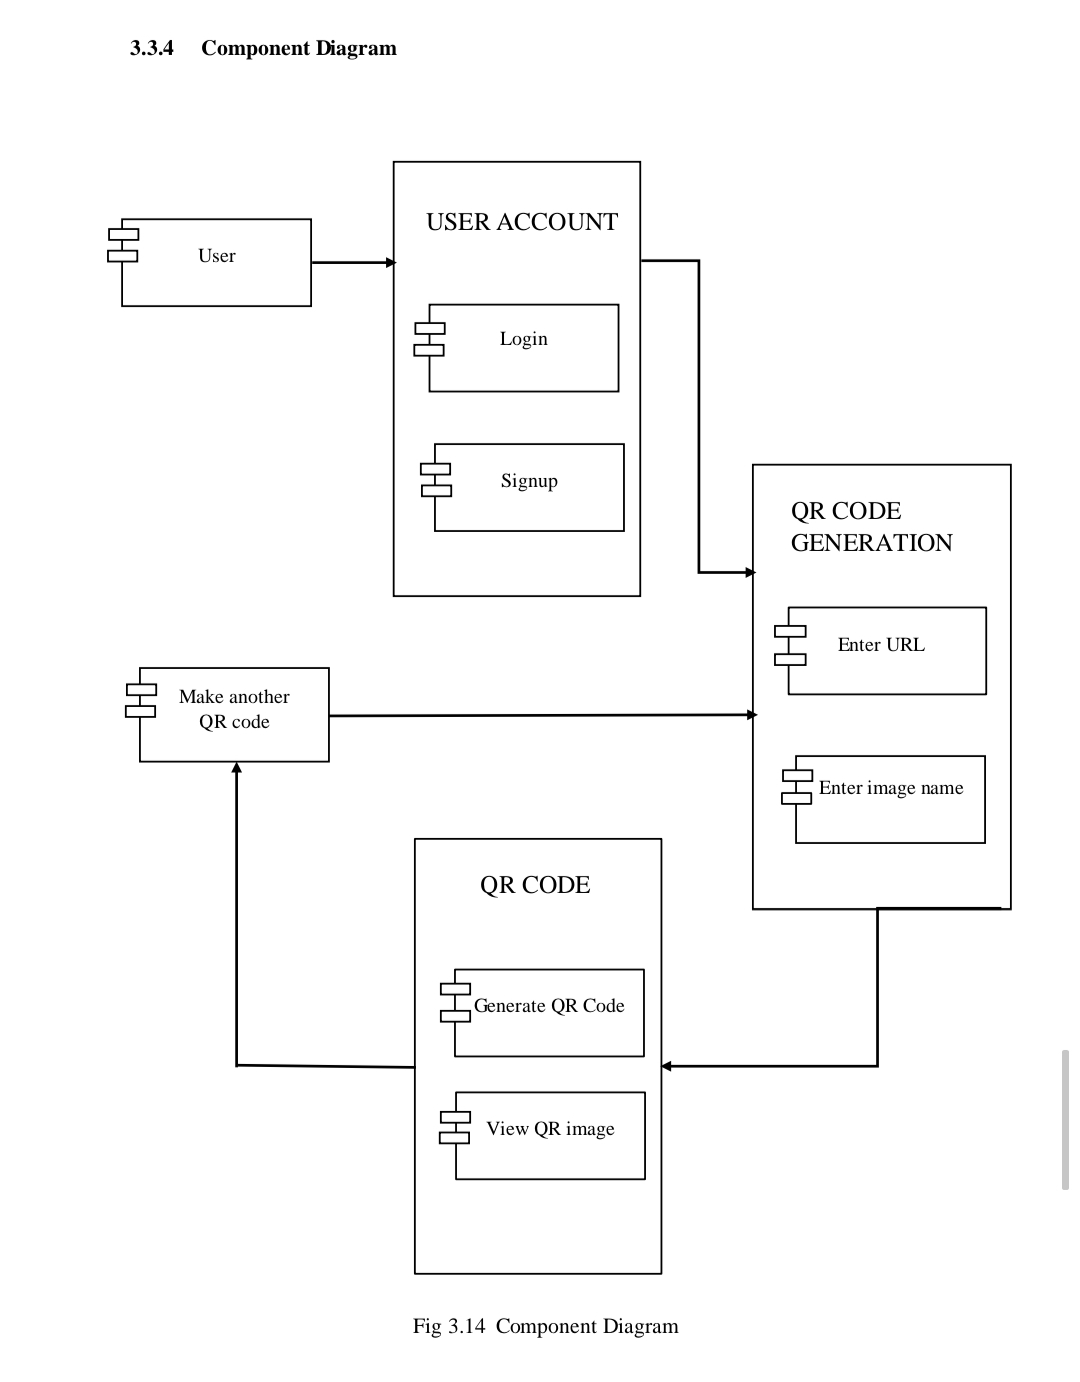 3.3.4 Component Diagram
USER ACCOUNT
User
Login
Signup
QR CODE
GENERATION
Enter URL
Make another
QR code
Enter image name
QR CODE
Generate QR Code
View QR image
Fig 3.14 Component Diagram